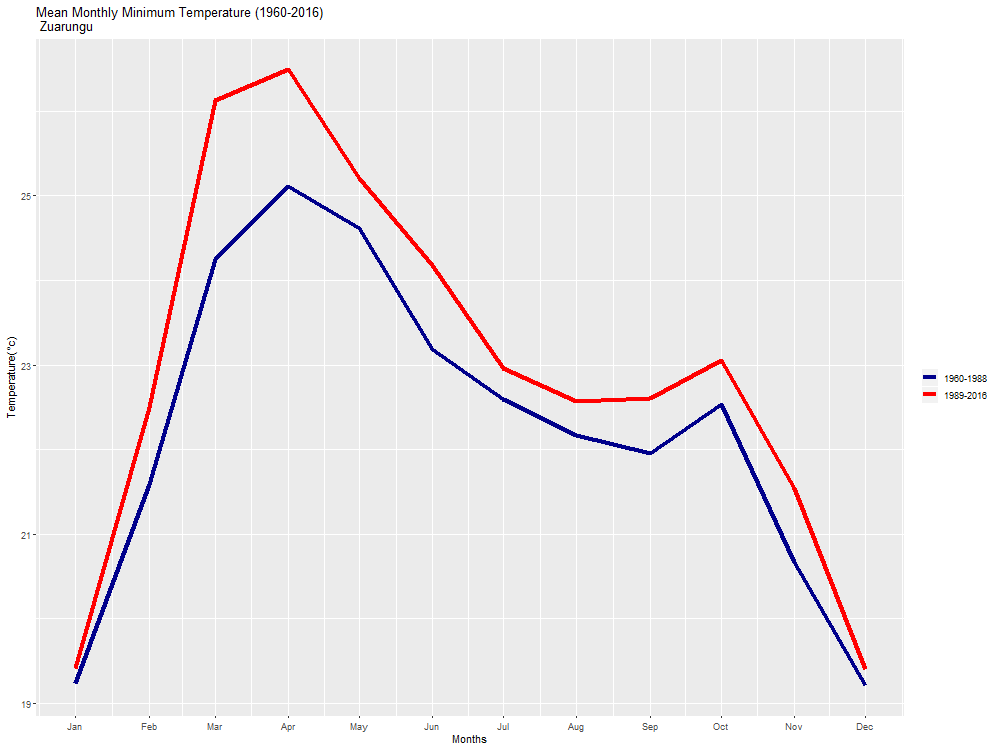 Mean Monthly Minimum Temperature (1960-2016)
Zuarungu
25
23
21
19
Temperature(°c)
Jan Feb Mar Apr May Jun Jul Aug Sep Oct Nov Dec
Months
1960-1988
1989-2016